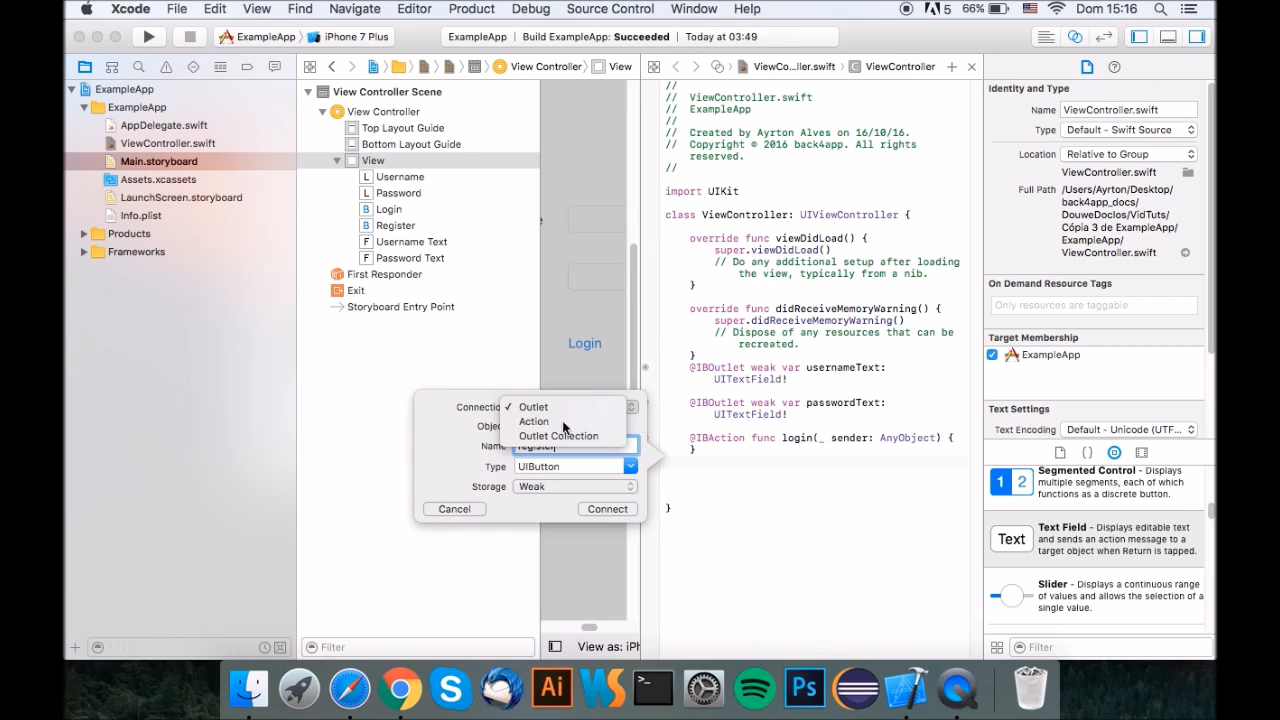 Xcode File Edit View Find Navigate Editor Product Debug Source Control Window Help 5 66% Dom 15:16
ExampleApp iPhone 7 Plus ExampleApp Build ExampleApp: Succeeded Today at 03:49
View Controller View
ViewCo...ller.swift ViewController
ExampleApp
ExampleApp
AppDelegate.swift
ViewController.swift
Main.storyboard
Assets.xcassets
LaunchScreen.storyboard
Info.plist
Products
Frameworks
View Controller Scene
View Controller
Top Layout Guide
Bottom Layout Guide
View
L Username
L Password
B Login
B Register
F Username Text
F Password Text
First Responder
Exit
Storyboard Entry Point
Login
Connectio
Outlet
Action
Outlet Collection
Objec
Name register
Type UIButton
Storage Weak
Cancel Connect
//
// ViewController.swift
// ExampleApp
//
// Created by Ayrton Alves on 16/10/16.
// Copyright © 2016 back4app. All rights
reserved.
//
import UIKit
class ViewController: UIViewController {
override func viewDidLoad() {
super.viewDidLoad()
// Do any additional setup after loading
the view, typically from a nib.
}
override func didReceiveMemoryWarning() {
super.didReceiveMemoryWarning()
// Dispose of any resources that can be
recreated.
}
@IBOutlet weak var usernameText:
UITextField!
@IBOutlet weak var passwordText:
UITextField!
@IBAction func login(_ sender: AnyObject) {
}
}
Identity and Type
Name ViewController.swift
Type Default - Swift Source
Location Relative to Group
ViewController.swift
Full Path /Users/Ayrton/Desktop/
back4app_docs/
DouweDoclos/VidTuts/
Cópia 3 de ExampleApp/
ExampleApp/
ViewController.swift
On Demand Resource Tags
Only resources are taggable
Target Membership
ExampleApp
Text Settings
Text Encoding Default - Unicode (UTF...
1 2 Segmented Control - Displays
multiple segments, each of which
functions as a discrete button.
Text Text Field - Displays editable text
and sends an action message to a
target object when Return is tapped.
Slider - Displays a continuous range
of values and allows the selection of a
single value.
Filter
View as: iPh
Filter
Ai
Ps